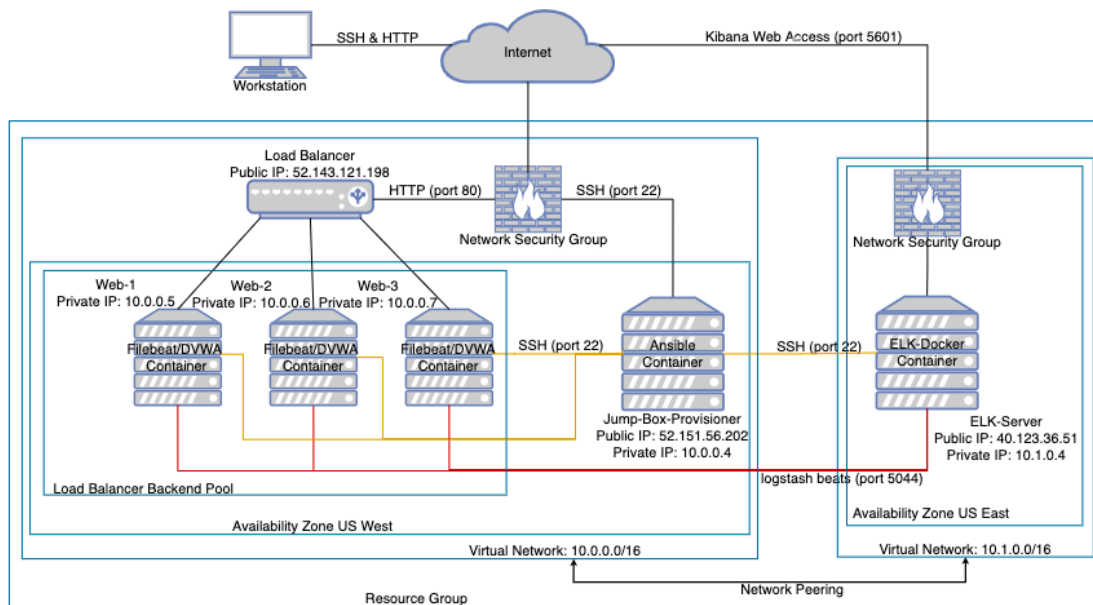 SSH & HTTP
Internet
Kibana Web Access (port 5601)
Workstation
Load Balancer
Public IP: 52.143.121.198
HTTP (port 80)
SSH (port 22)
Network Security Group
Network Security Group
Web-1
Private IP: 10.0.0.5
Web-2
Private IP: 10.0.0.6
Web-3
Private IP: 10.0.0.7
Filebeat/DVWA
Container
Filebeat/DVWA
Container
Filebeat/DVWA
Container
SSH (port 22)
Ansible
Container
SSH (port 22)
ELK-Docker
Container
Jump-Box-Provisioner
Public IP: 52.151.56.202
Private IP: 10.0.0.4
ELK-Server
Public IP: 40.123.36.51
Private IP: 10.1.0.4
logstash beats (port 5044)
Load Balancer Backend Pool
Availability Zone US West
Availability Zone US East
Virtual Network: 10.0.0.0/16
Virtual Network: 10.1.0.0/16
Network Peering
Resource Group